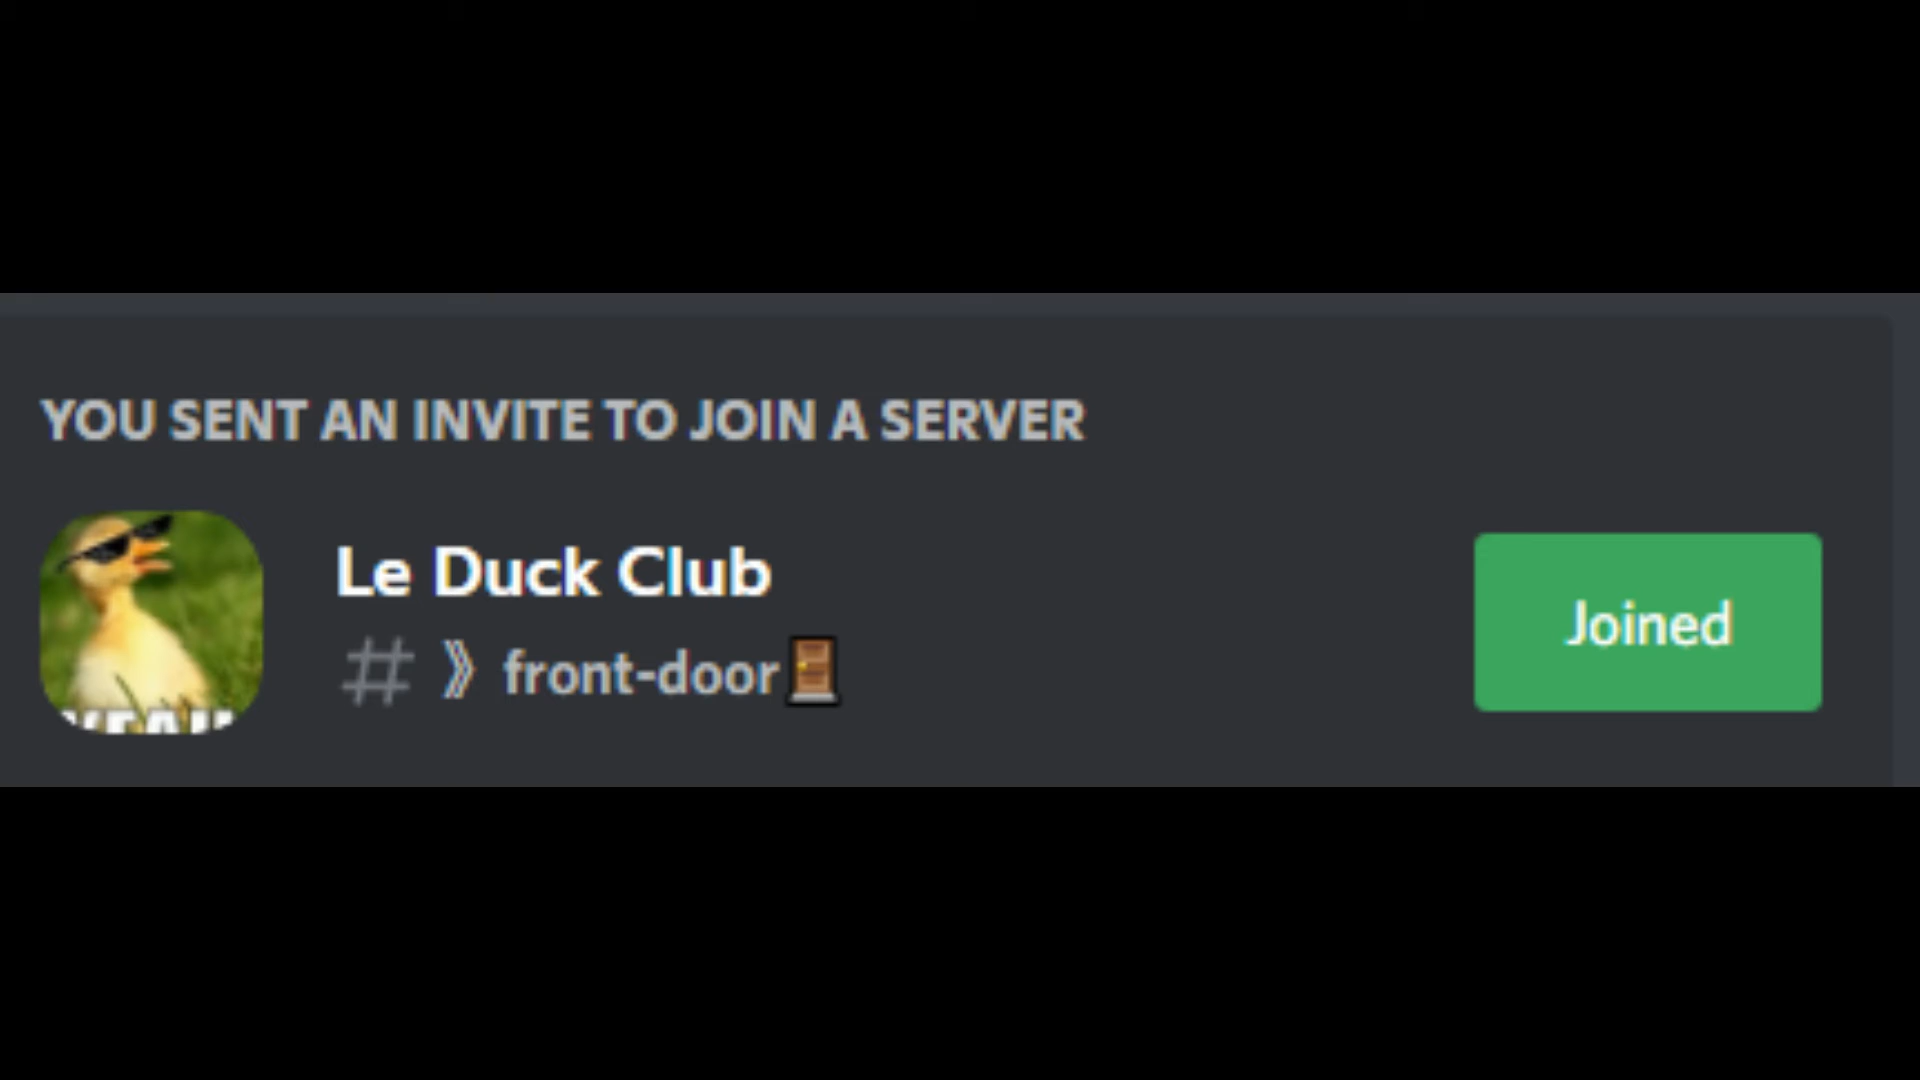 YOU SENT AN INVITE TO JOIN A SERVER
Le Duck Club
# 》front-door🚪
Joined